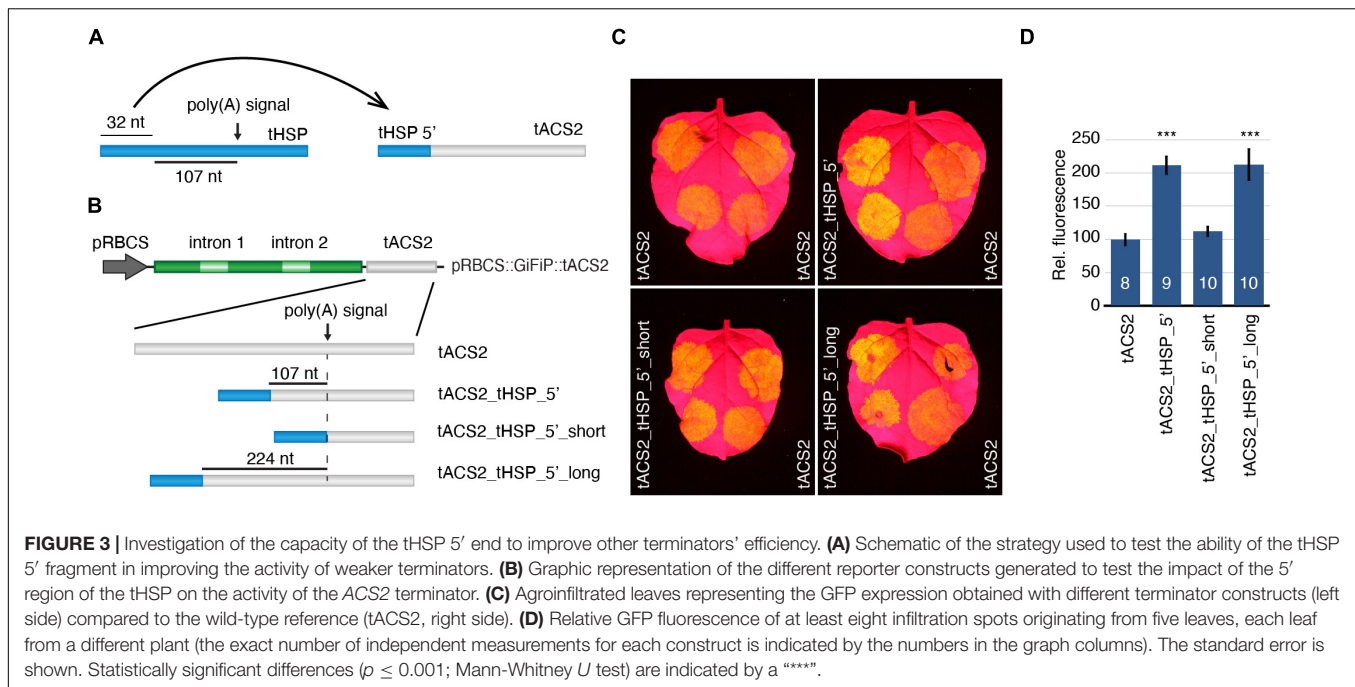 A
32 nt
poly(A) signal
tHSP
107 nt
tHSP 5'
tACS2
B
pRBCS
intron 1
intron 2
tACS2
pRBCS::GiFiP::tACS2
poly(A) signal
tACS2
107 nt
tACS2_tHSP_5'
tACS2_tHSP_5'_short
224 nt
tACS2_tHSP_5'_long
C
tACS2
tACS2
tACS2_tHSP_5'
tACS2
tACS2_tHSP_5'_short
tACS2
tACS2_tHSP_5'_long
tACS2
D
Rel. fluorescence
250
200
150
100
50
0
***
***
8
9
10
10
tACS2
tACS2_tHSP_5'
tACS2_tHSP_5'_short
tACS2_tHSP_5'_long
FIGURE 3 | Investigation of the capacity of the tHSP 5′ end to improve other terminators’ efficiency. (A) Schematic of the strategy used to test the ability of the tHSP
5′ fragment in improving the activity of weaker terminators. (B) Graphic representation of the different reporter constructs generated to test the impact of the 5′
region of the tHSP on the activity of the ACS2 terminator. (C) Agroinfiltrated leaves representing the GFP expression obtained with different terminator constructs (left
side) compared to the wild-type reference (tACS2, right side). (D) Relative GFP fluorescence of at least eight infiltration spots originating from five leaves, each leaf
from a different plant (the exact number of independent measurements for each construct is indicated by the numbers in the graph columns). The standard error is
shown. Statistically significant differences (p ≤ 0.001; Mann-Whitney U test) are indicated by a “***”.